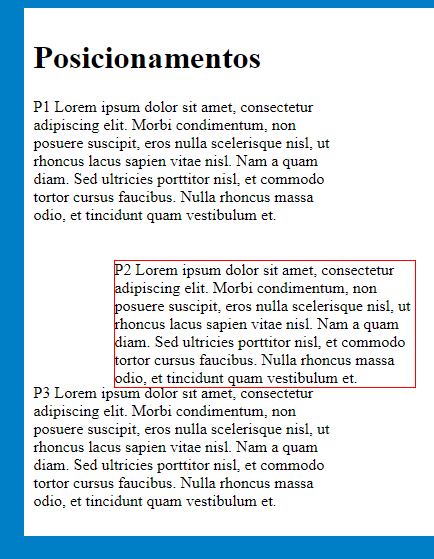 Posicionamentos
P1 Lorem ipsum dolor sit amet, consectetur
adipiscing elit. Morbi condimentum, non
posuere suscipit, eros nulla scelerisque nisl, ut
rhoncus lacus sapien vitae nisl. Nam a quam
diam. Sed ultricies porttitor nisl, et commodo
tortor cursus faucibus. Nulla rhoncus massa
odio, et tincidunt quam vestibulum et.
P2 Lorem ipsum dolor sit amet, consectetur
adipiscing elit. Morbi condimentum, non
posuere suscipit, eros nulla scelerisque nisl, ut
rhoncus lacus sapien vitae nisl. Nam a quam
diam. Sed ultricies porttitor nisl, et commodo
tortor cursus faucibus. Nulla rhoncus massa
odio, et tincidunt quam vestibulum et.
P3 Lorem ipsum dolor sit amet, consectetur
adipiscing elit. Morbi condimentum, non
posuere suscipit, eros nulla scelerisque nisl, ut
rhoncus lacus sapien vitae nisl. Nam a quam
diam. Sed ultricies porttitor nisl, et commodo
tortor cursus faucibus. Nulla rhoncus massa
odio, et tincidunt quam vestibulum et.